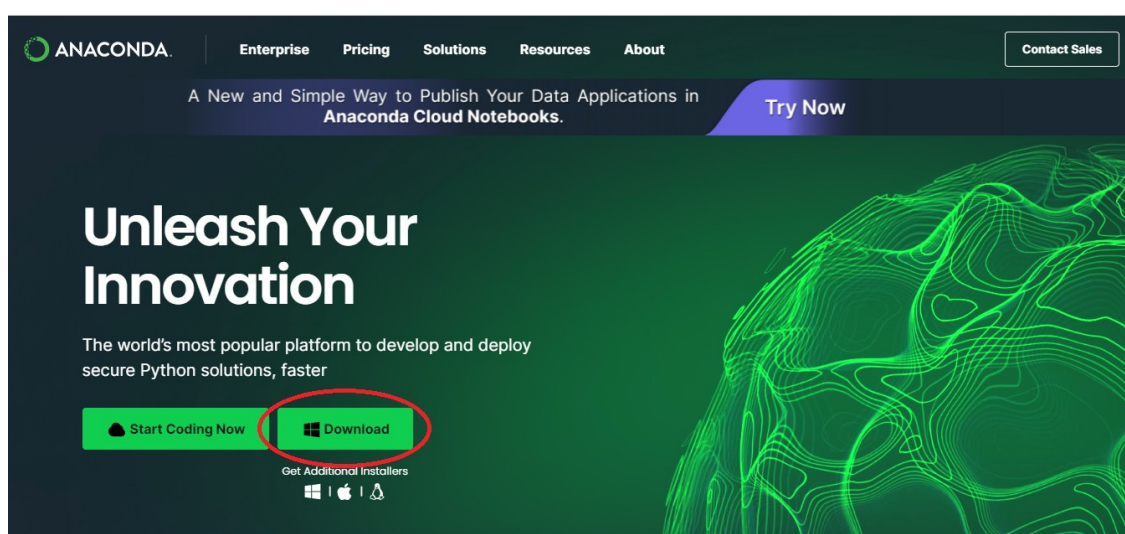 ANACONDA.
Enterprise Pricing Solutions Resources About
Contact Sales
A New and Simple Way to Publish Your Data Applications in
Anaconda Cloud Notebooks.
Try Now
Unleash Your
Innovation
The world's most popular platform to develop and deploy
secure Python solutions, faster
Start Coding Now
Download
Get Additional Installers